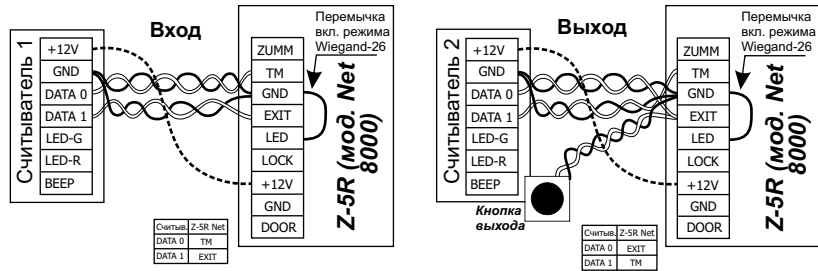 Вход
Перемычка
вкл. режима
Wiegand-26
Считыватель 1
+12V
GND
DATA 0
DATA 1
LED-G
LED-R
BEEP
ZUMM
TM
GND
EXIT
LED
LOCK
+12V
GND
DOOR
Z-5R (мод. Net
8000)
Считыв. Z-5R Net
DATA 0 TM
DATA 1 EXIT
Выход
Перемычка
вкл. режима
Wiegand-26
Считыватель 2
+12V
GND
DATA 0
DATA 1
LED-G
LED-R
BEEP
ZUMM
TM
GND
EXIT
LED
LOCK
+12V
GND
DOOR
Z-5R (мод. Net
8000)
Кнопка
выхода
Считыв. Z-5R Net
DATA 0 EXIT
DATA 1 TM